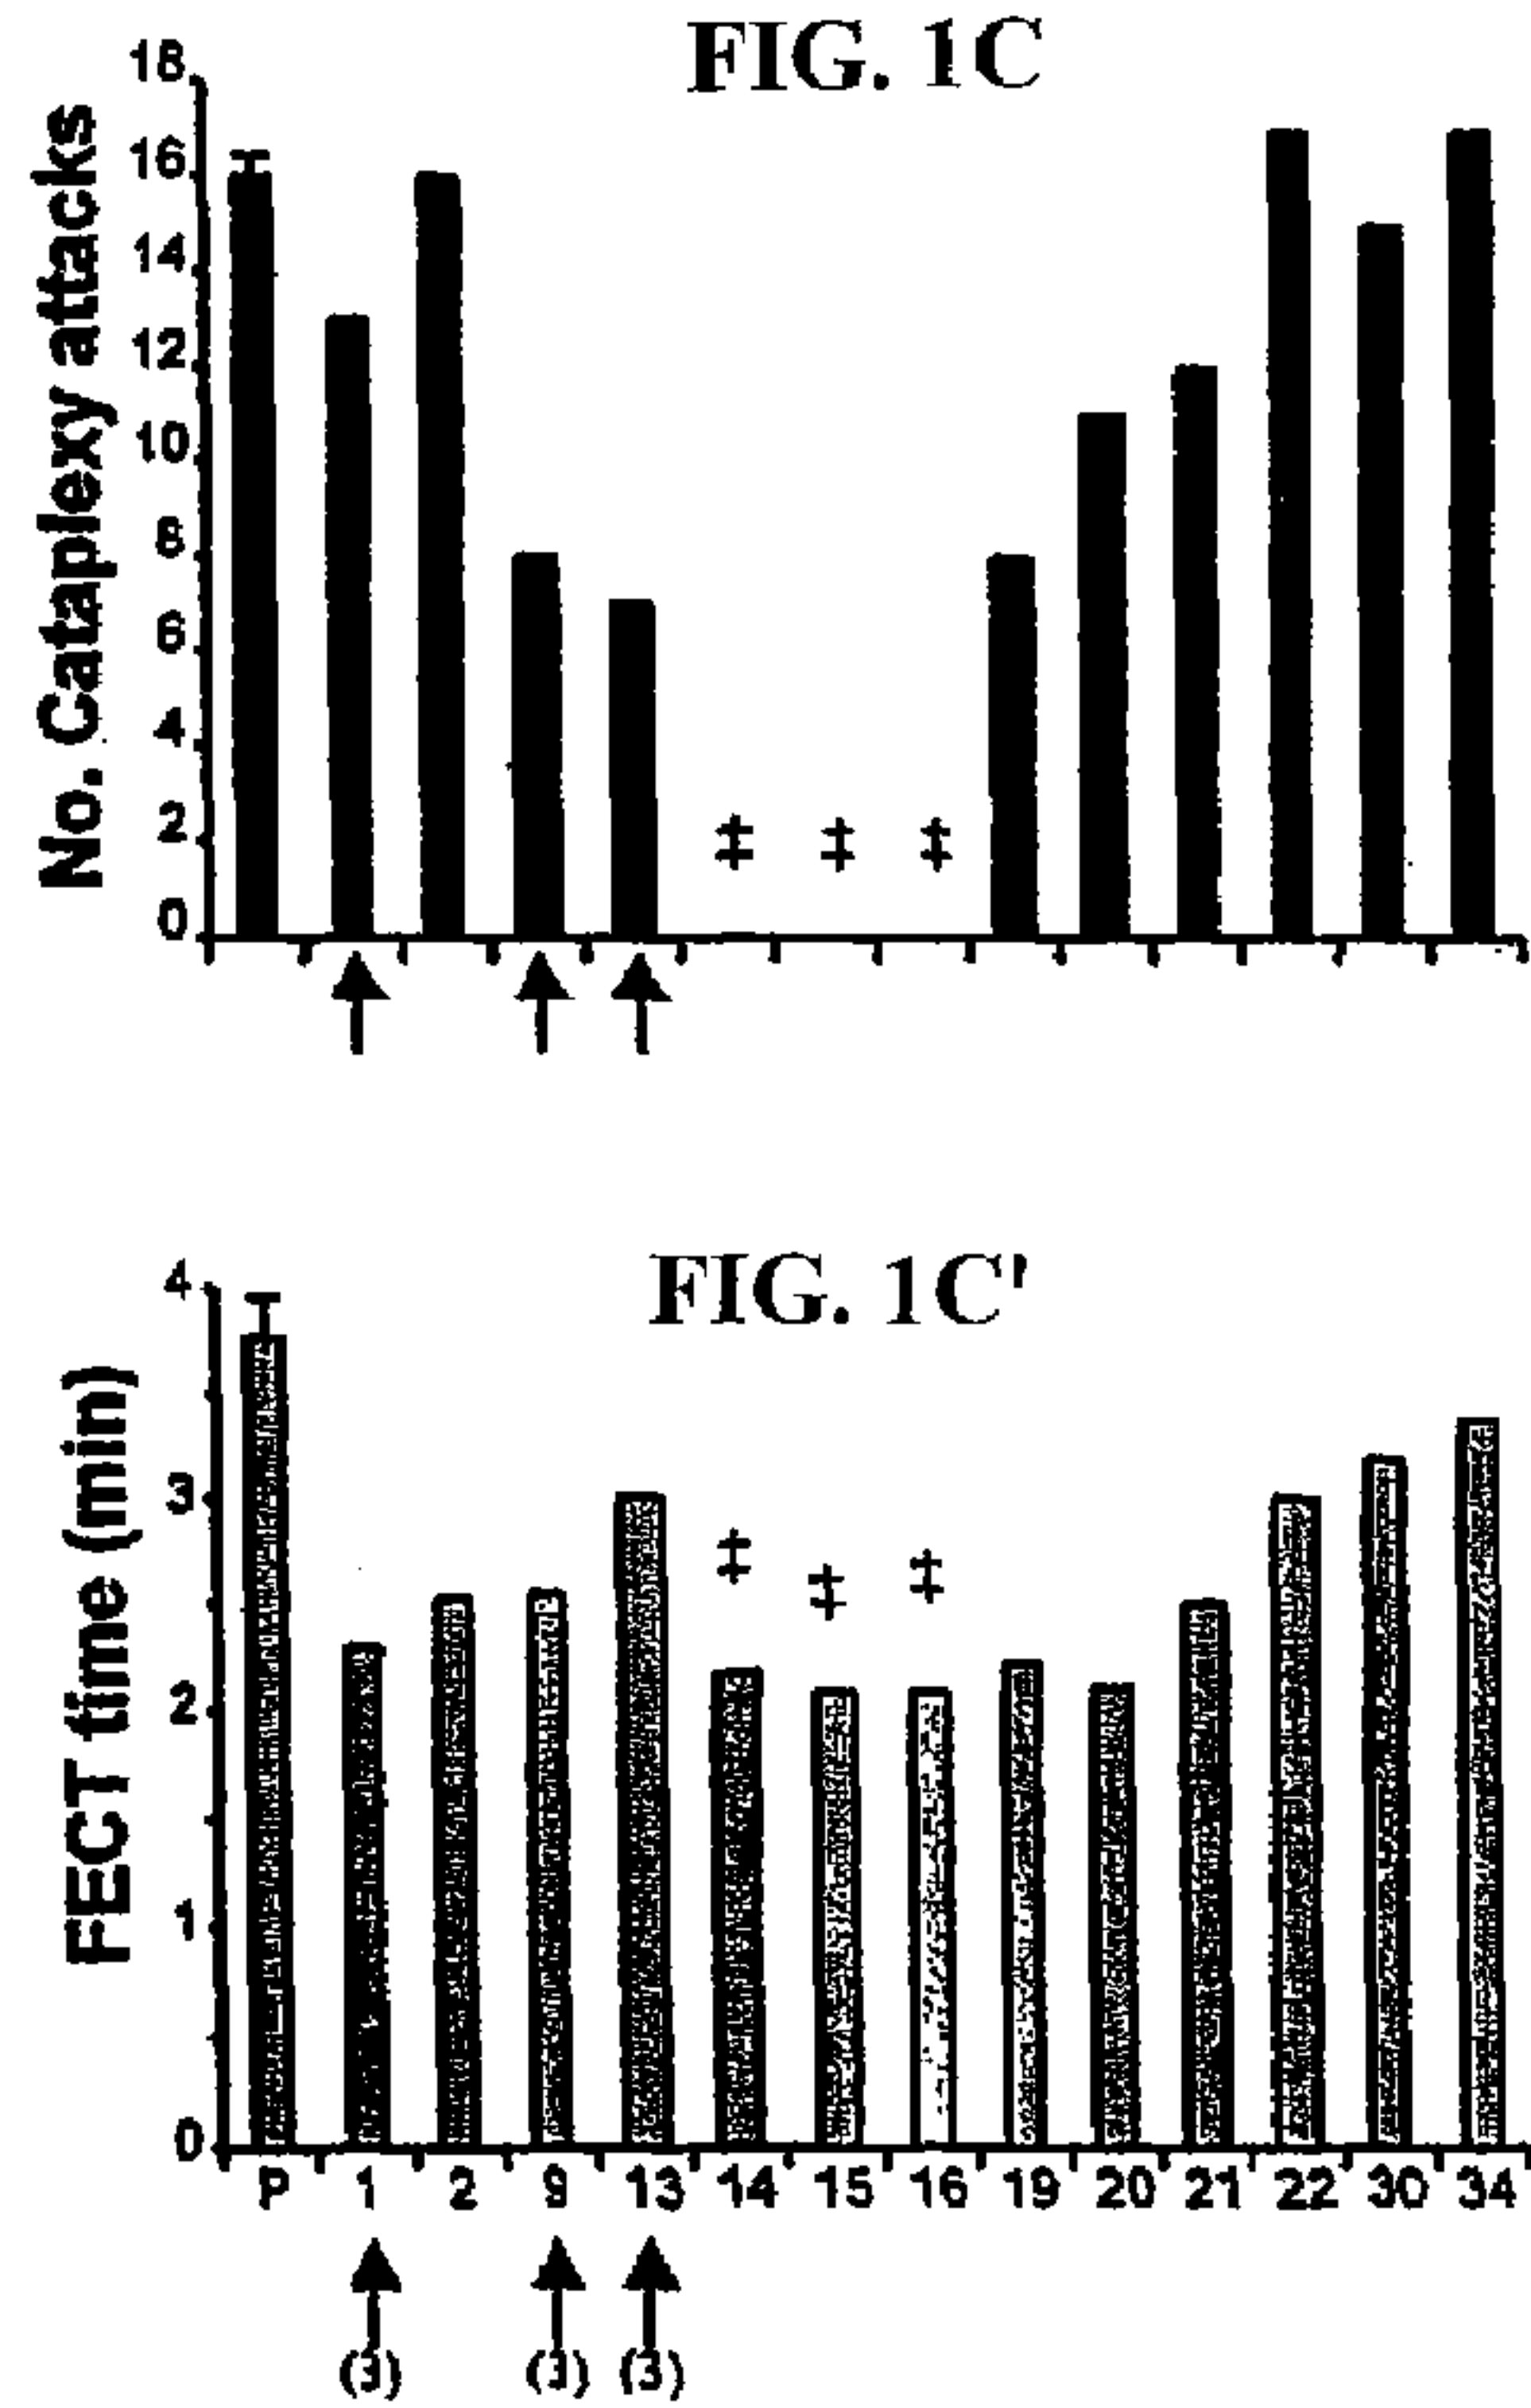 FIG. 1C
No. Cataplexy attacks
18
16
14
12
10
8
6
4
2
0
‡ ‡ ‡
FIG. 1C'
FECT time (min)
4
3
2
1
0
‡ ‡ ‡
P 1 2 9 13 14 15 16 19 20 21 22 30 34
(3) (3) (3)